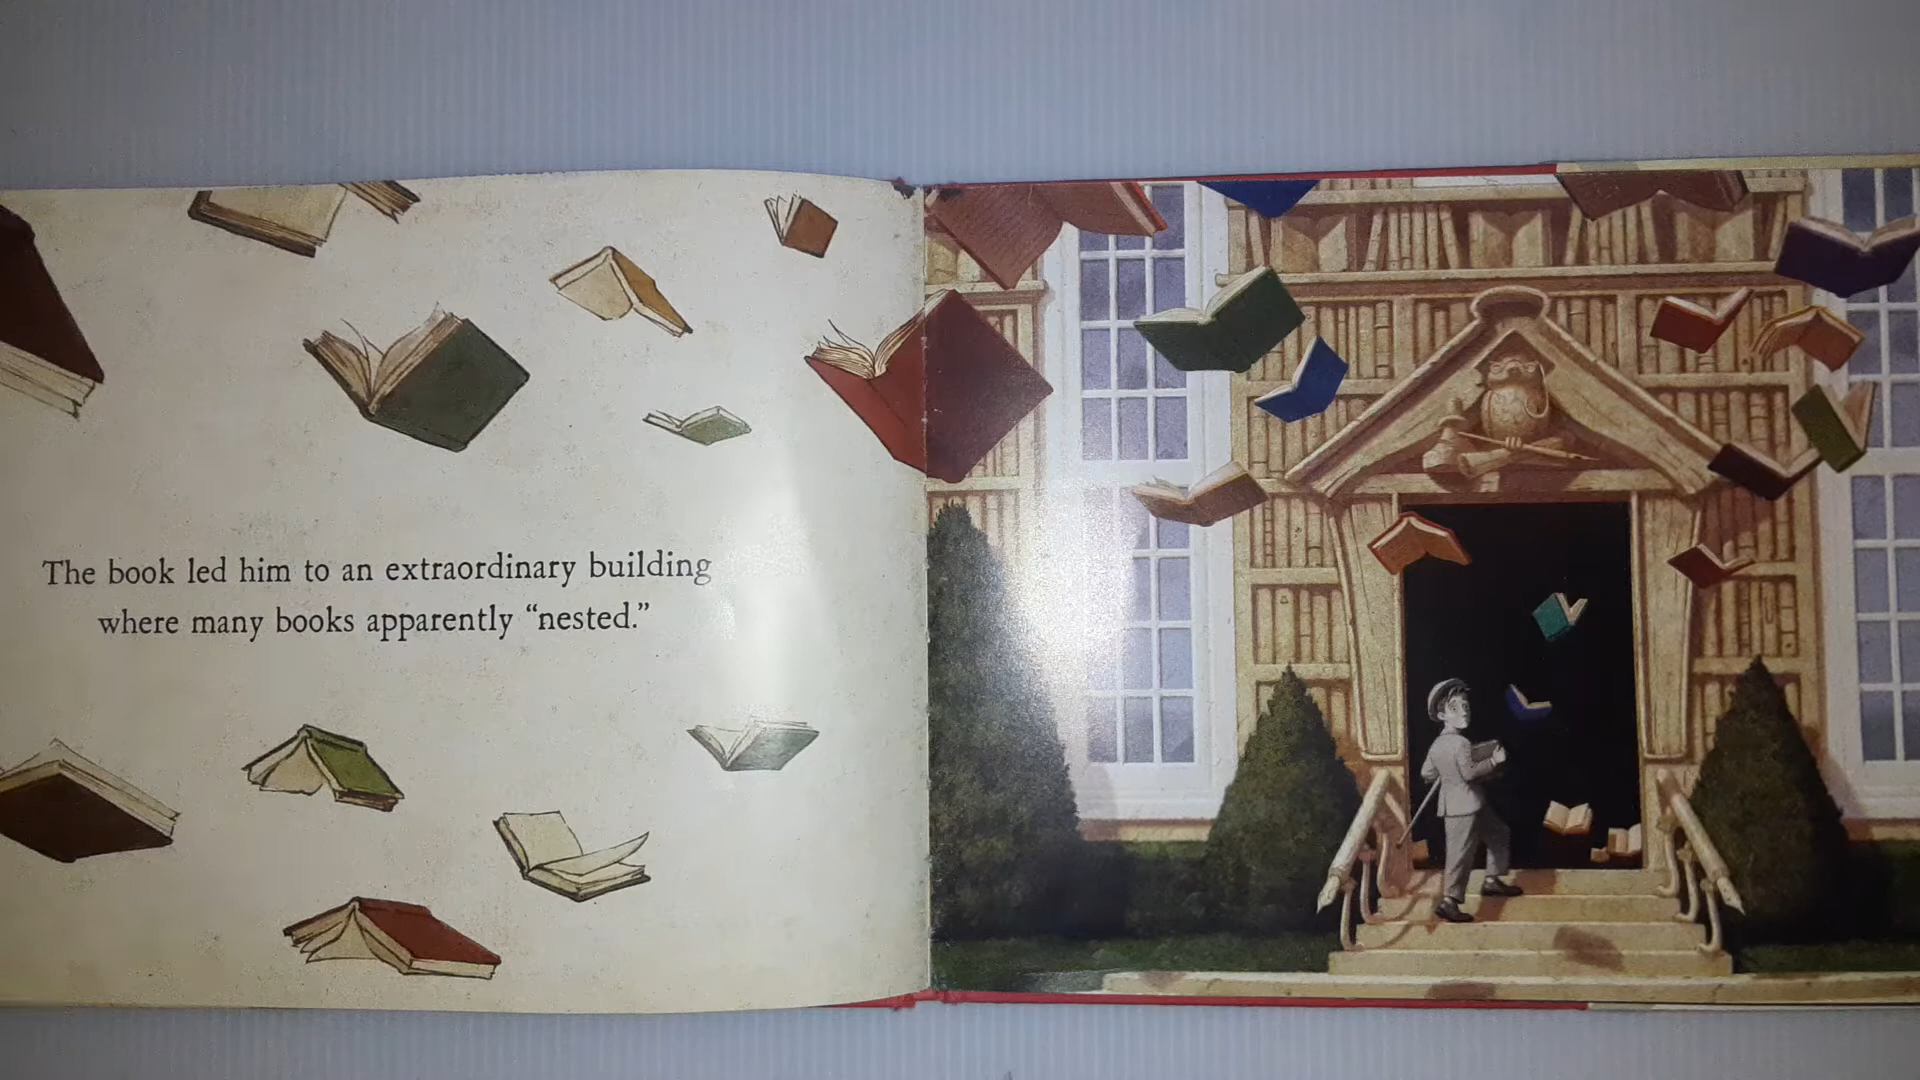 The book led him to an extraordinary building
where many books apparently “nested.”